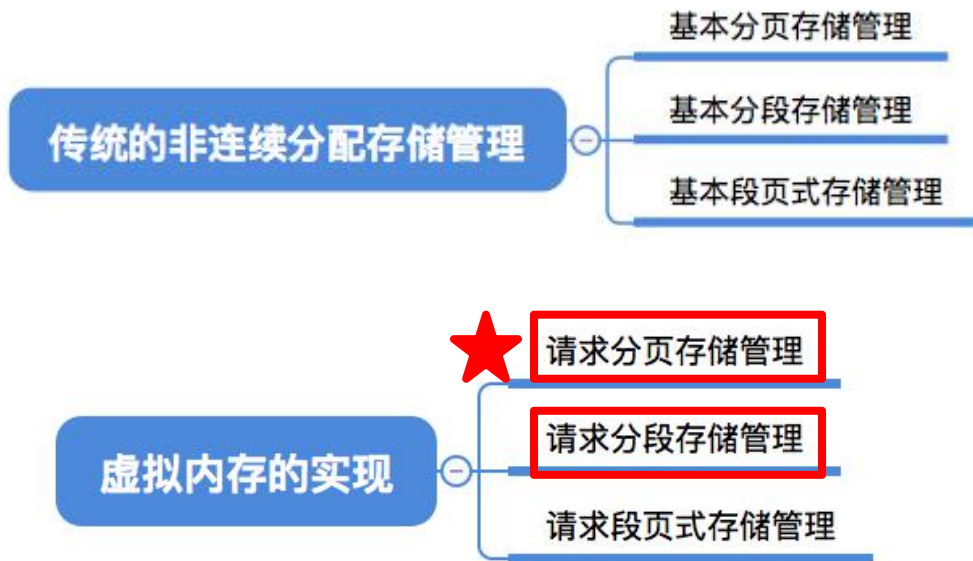 基本分页存储管理
传统的非连续分配存储管理
基本分段存储管理
基本段页式存储管理
请求分页存储管理
虚拟内存的实现
请求分段存储管理
请求段页式存储管理